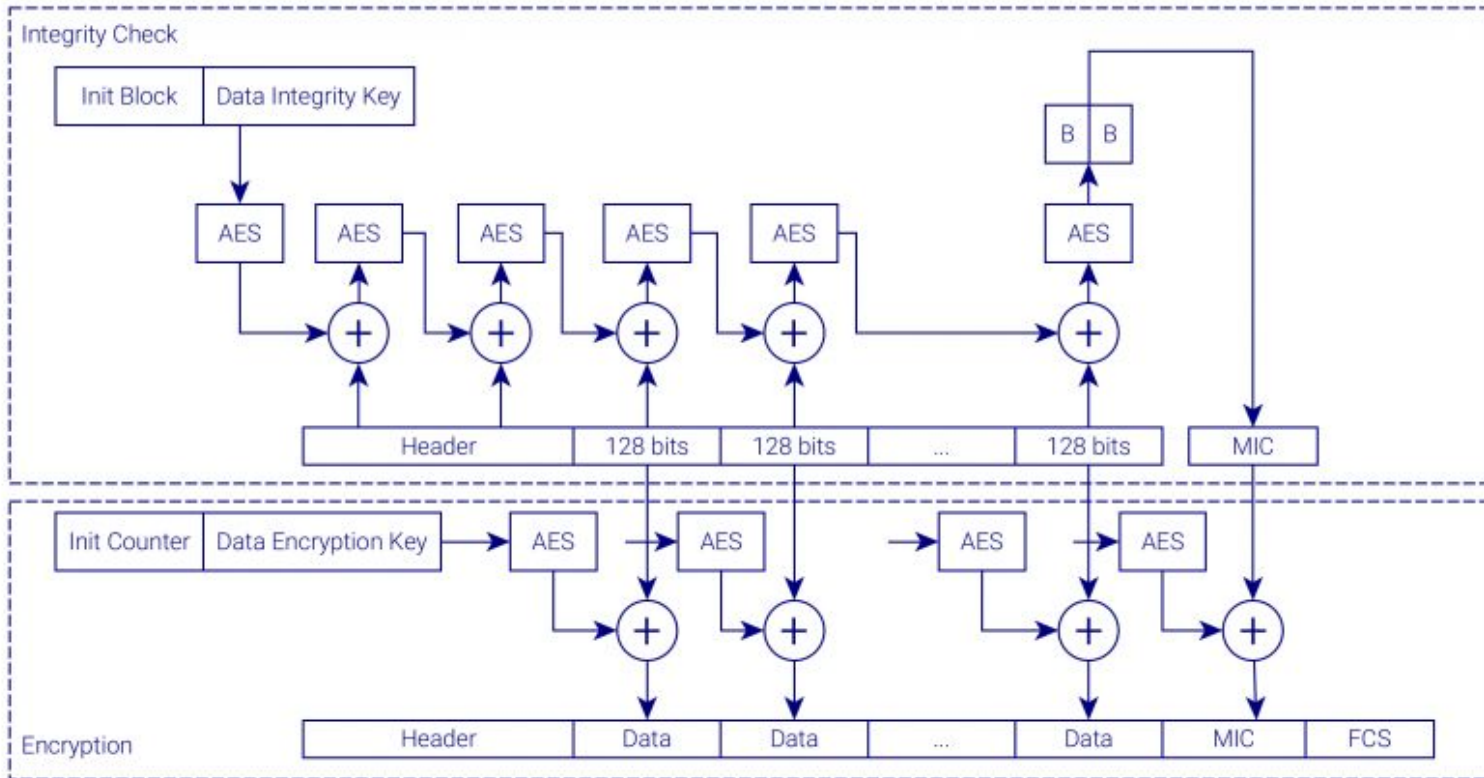 Integrity Check
Init Block Data Integrity Key
B B
AES AES AES AES AES AES
+ + + + +
Header 128 bits 128 bits ... 128 bits MIC
Init Counter Data Encryption Key AES AES AES AES
+ + + +
Header Data Data ... Data MIC FCS
Encryption